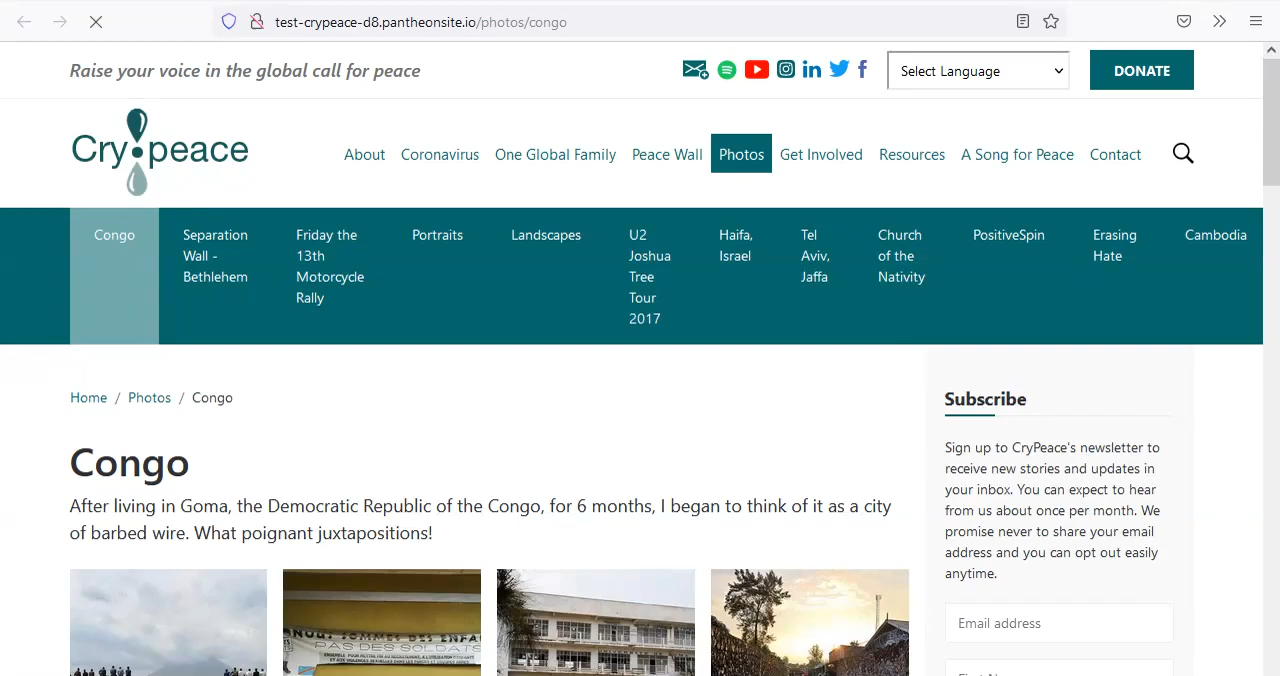 test-crypeace-d8.pantheonsite.io/photos/congo
Raise your voice in the global call for peace
Select Language
DONATE
Cry peace
About Coronavirus One Global Family Peace Wall Photos Get Involved Resources A Song for Peace Contact
Congo
Separation
Wall -
Bethlehem
Friday the
13th
Motorcycle
Rally
Portraits
Landscapes
U2
Joshua
Tree
Tour
2017
Haifa,
Israel
Tel
Aviv,
Jaffa
Church
of the
Nativity
PositiveSpin
Erasing
Hate
Cambodia
Home / Photos / Congo
Congo
After living in Goma, the Democratic Republic of the Congo, for 6 months, I began to think of it as a city
of barbed wire. What poignant juxtapositions!
NOUS SOMMES DES ENFA
PAS DES SOLDATS
Subscribe
Sign up to CryPeace's newsletter to
receive new stories and updates in
your inbox. You can expect to hear
from us about once per month. We
promise never to share your email
address and you can opt out easily
anytime.
Email address